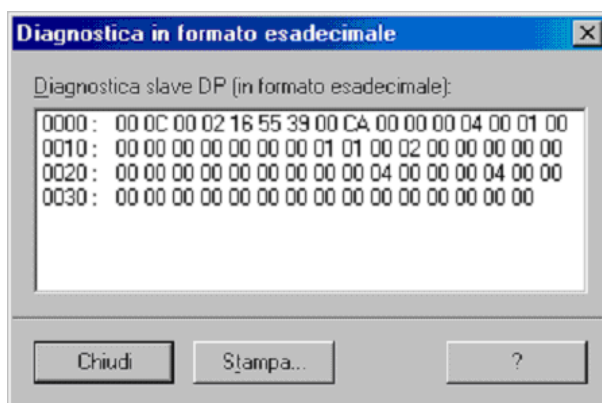 Diagnostica in formato esadecimale
Diagnostica slave DP (in formato esadecimale):
0000 : 00 0C 00 02 16 55 39 00 CA 00 00 00 04 00 01 00
0010 : 00 00 00 00 00 00 00 01 01 00 02 00 00 00 00 00
0020 : 00 00 00 00 00 00 00 00 00 04 00 00 00 04 00 00
0030 : 00 00 00 00 00 00 00 00 00 00 00 00 00 00 00
Chiudi
Stampa...
?